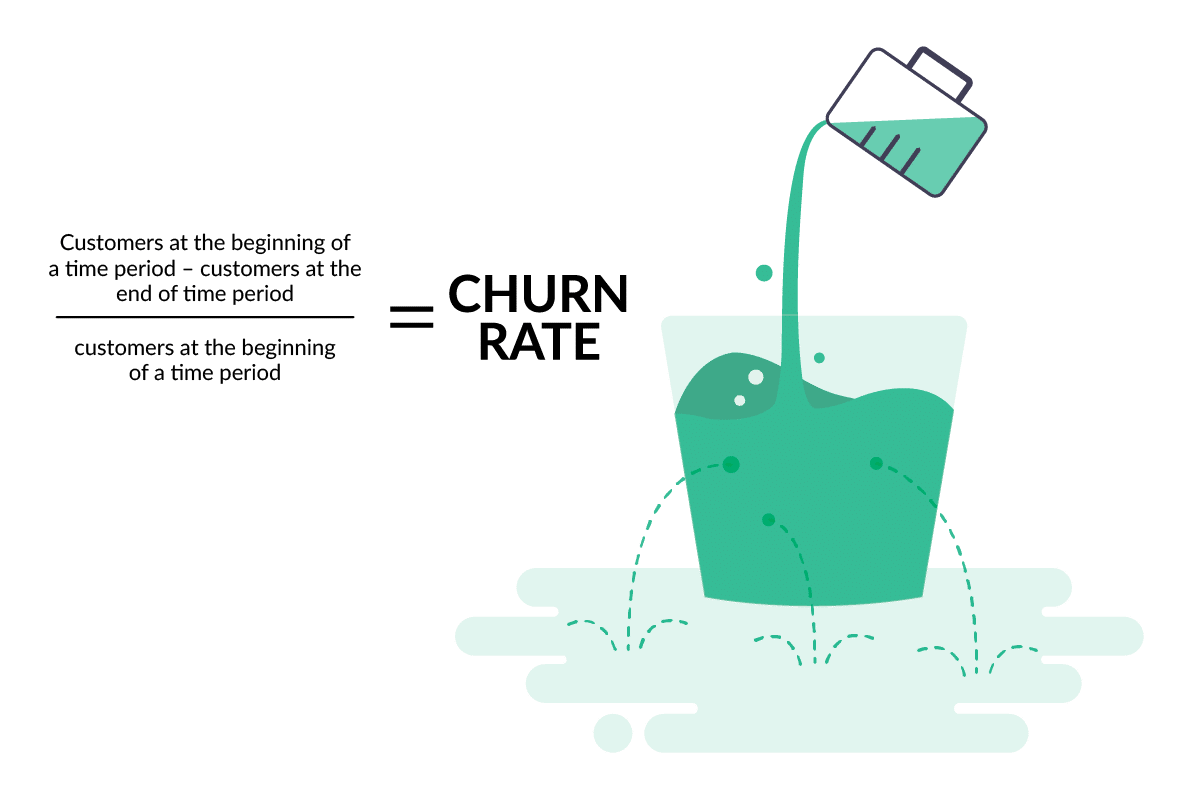 Customers at the beginning of
a time period – customers at the
end of time period
customers at the beginning
of a time period
=
CHURN
RATE